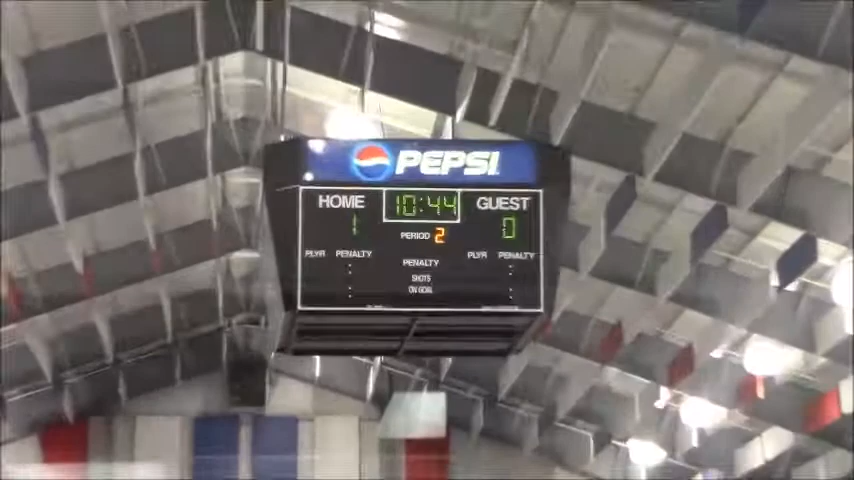 PEPSI
HOME 10:44 GUEST
1 PERIOD 2 0
PLYR PENALTY PLYR PENALTY
PENALTY
SHOTS
ON GOAL